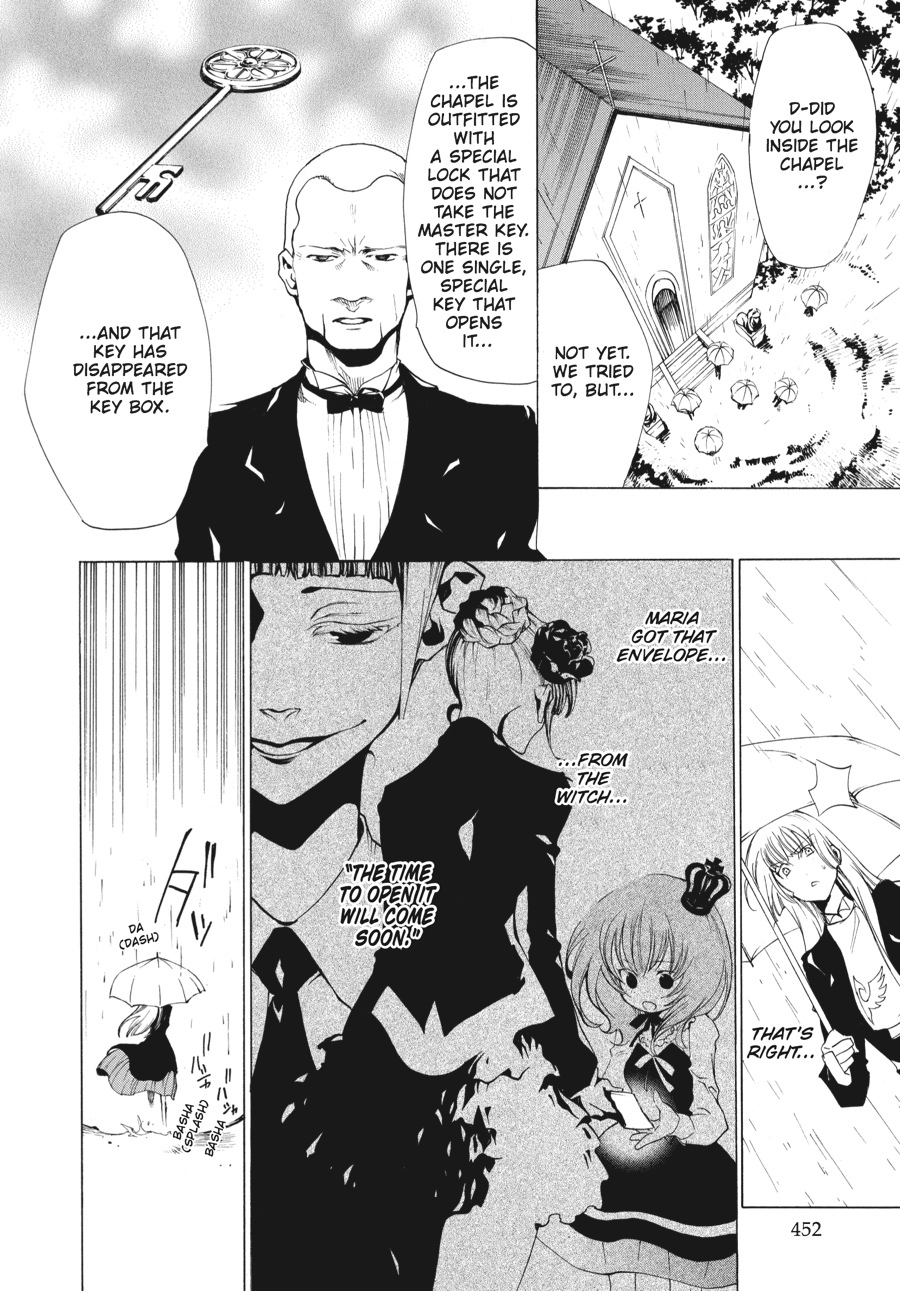 D-DID
YOU LOOK
INSIDE THE
CHAPEL
...?
NOT YET.
WE TRIED
TO, BUT...
...THE
CHAPEL IS
OUTFITTED
WITH
A SPECIAL
LOCK THAT
DOES NOT
TAKE THE
MASTER KEY.
THERE IS
ONE SINGLE,
SPECIAL
KEY THAT
OPENS
IT...
...AND THAT
KEY HAS
DISAPPEARED
FROM THE
KEY BOX.
THAT'S
RIGHT...
MARIA
GOT THAT
ENVELOPE...
...FROM
THE
WITCH...
"THE TIME
TO OPEN IT
WILL COME
SOON."
ダッ
DA
(DASH)
バシャ
バシャ
BASHA
(SPLASH)
BASHA
452